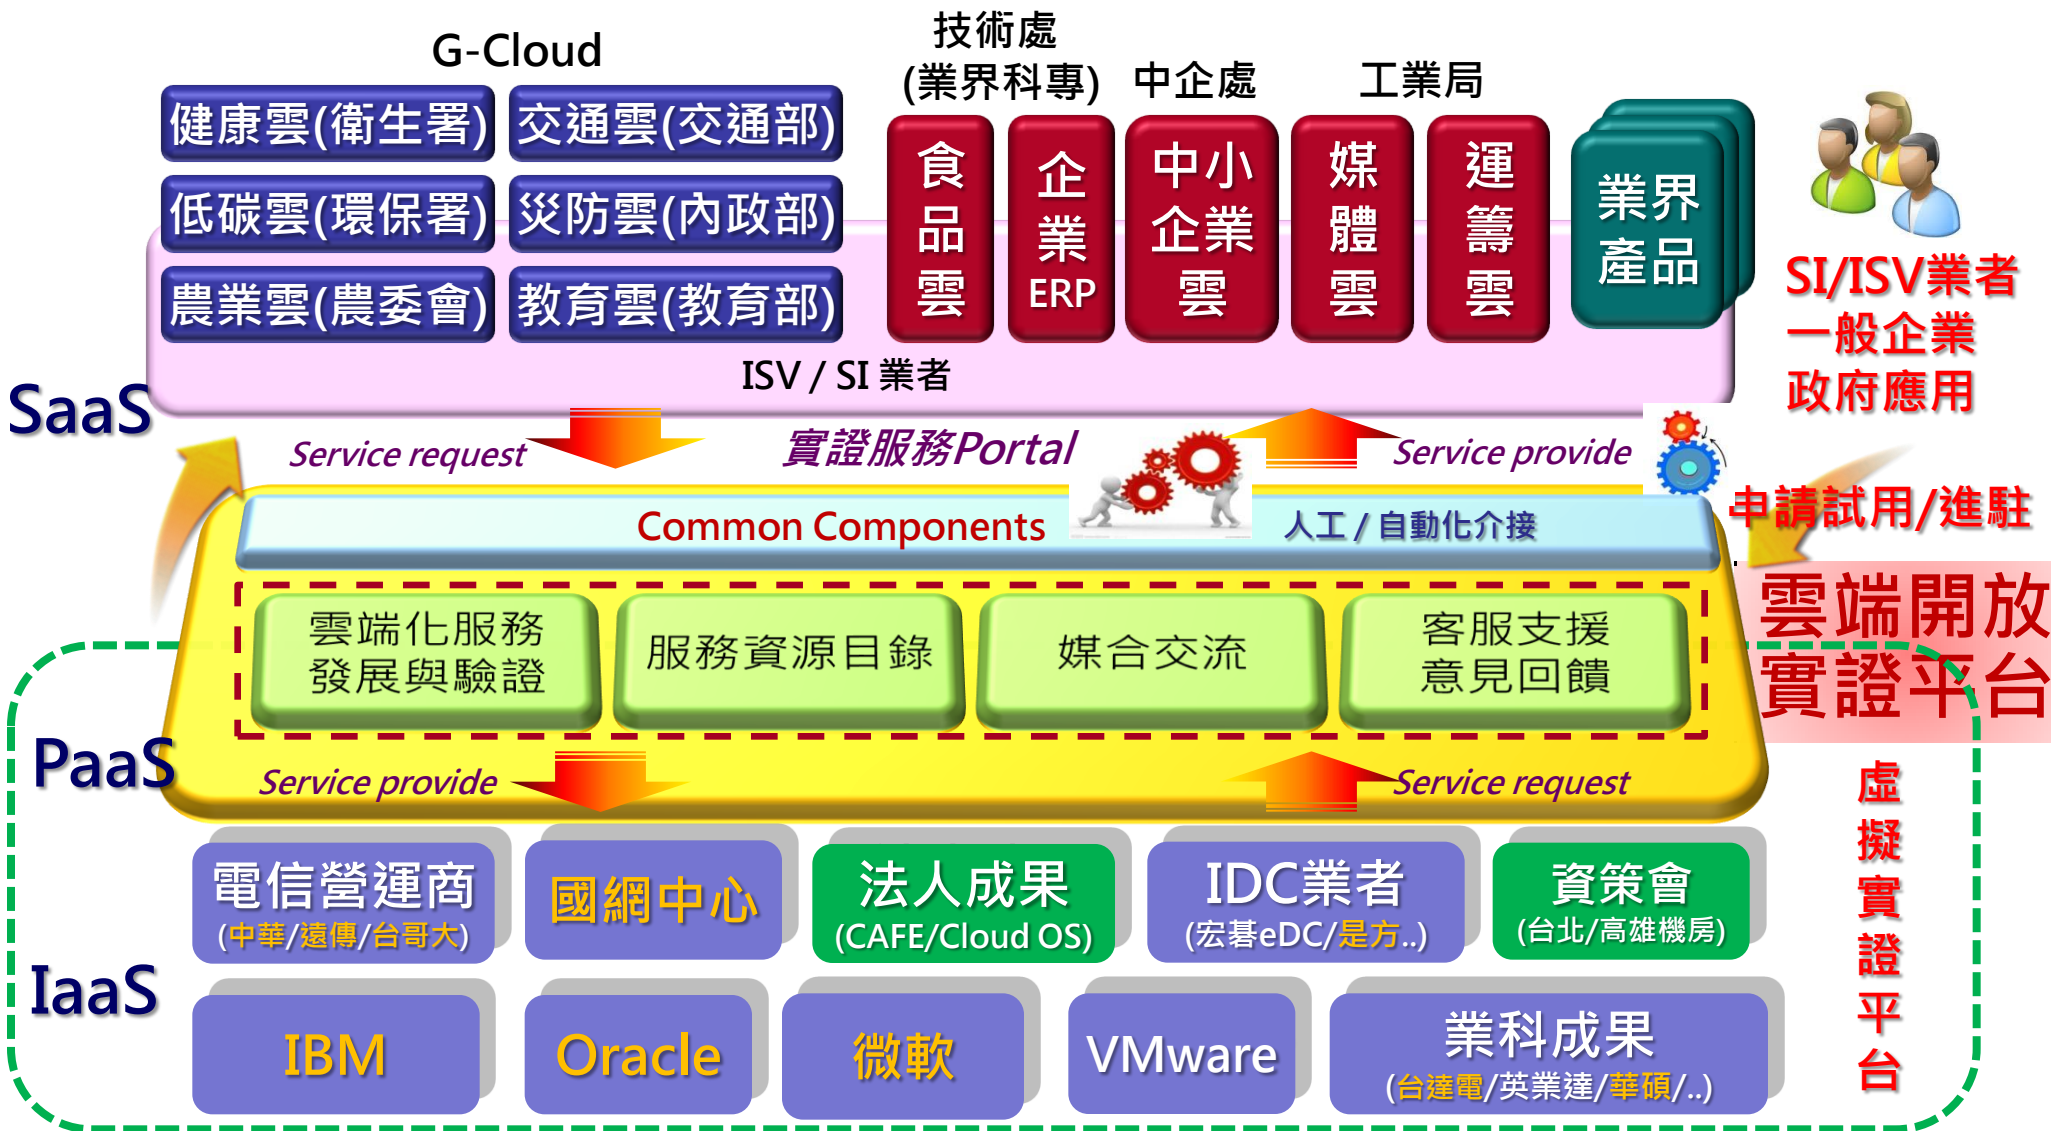 G-Cloud
技術處
(業界科專)
中企處
工業局
健康雲(衛生署)
交通雲(交通部)
低碳雲(環保署)
災防雲(內政部)
農業雲(農委會)
教育雲(教育部)
食
品
雲
企
業
ERP
中小
企業
雲
媒
體
雲
運
籌
雲
業界
產品
SI/ISV業者
一般企業
政府應用
ISV / SI 業者
SaaS
Service request
實證服務Portal
Service provide
申請試用/進駐
Common Components
人工 / 自動化介接
雲端開放
實證平台
雲端化服務
發展與驗證
服務資源目錄
媒合交流
客服支援
意見回饋
PaaS
Service provide
Service request
虛
擬
實
證
平
台
電信營運商
(中華/遠傳/台哥大)
國網中心
法人成果
(CAFE/Cloud OS)
IDC業者
(宏碁eDC/是方..)
資策會
(台北/高雄機房)
IaaS
IBM
Oracle
微軟
VMware
業科成果
(台達電/英業達/華碩/..)